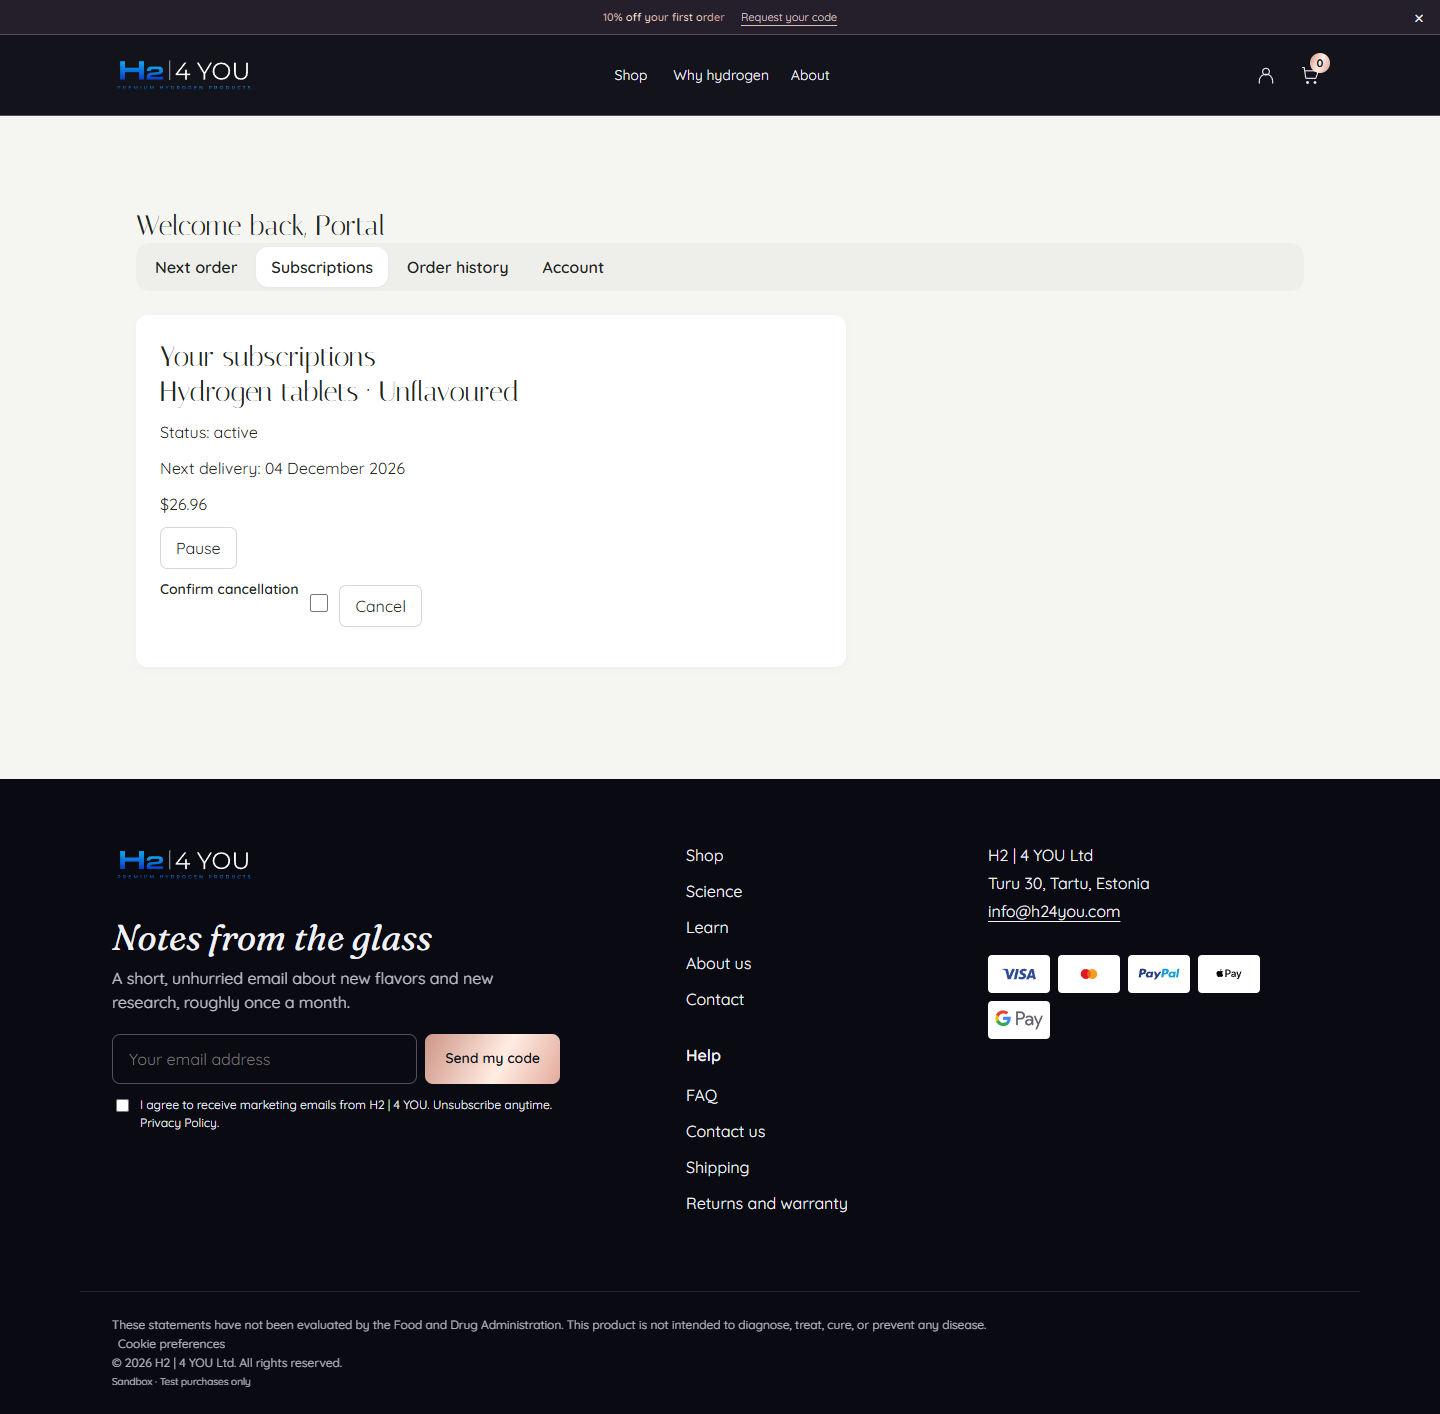 10% off your first order Request your code
H2 | 4 YOU
PREMIUM HYDROGEN PRODUCTS
Shop Why hydrogen About
0
Welcome back, Portal
Next order Subscriptions Order history Account
Your subscriptions
Hydrogen tablets · Unflavoured
Status: active
Next delivery: 04 December 2026
$26.96
Pause
Confirm cancellation
Cancel
H2 | 4 YOU
PREMIUM HYDROGEN PRODUCTS
Notes from the glass
A short, unhurried email about new flavors and new
research, roughly once a month.
Your email address
Send my code
I agree to receive marketing emails from H2 | 4 YOU. Unsubscribe anytime.
Privacy Policy.
Shop
Science
Learn
About us
Contact
Help
FAQ
Contact us
Shipping
Returns and warranty
H2 | 4 YOU Ltd
Turu 30, Tartu, Estonia
info@h24you.com
VISA PayPal Pay
G Pay
These statements have not been evaluated by the Food and Drug Administration. This product is not intended to diagnose, treat, cure, or prevent any disease.
Cookie preferences
© 2026 H2 | 4 YOU Ltd. All rights reserved.
Sandbox · Test purchases only